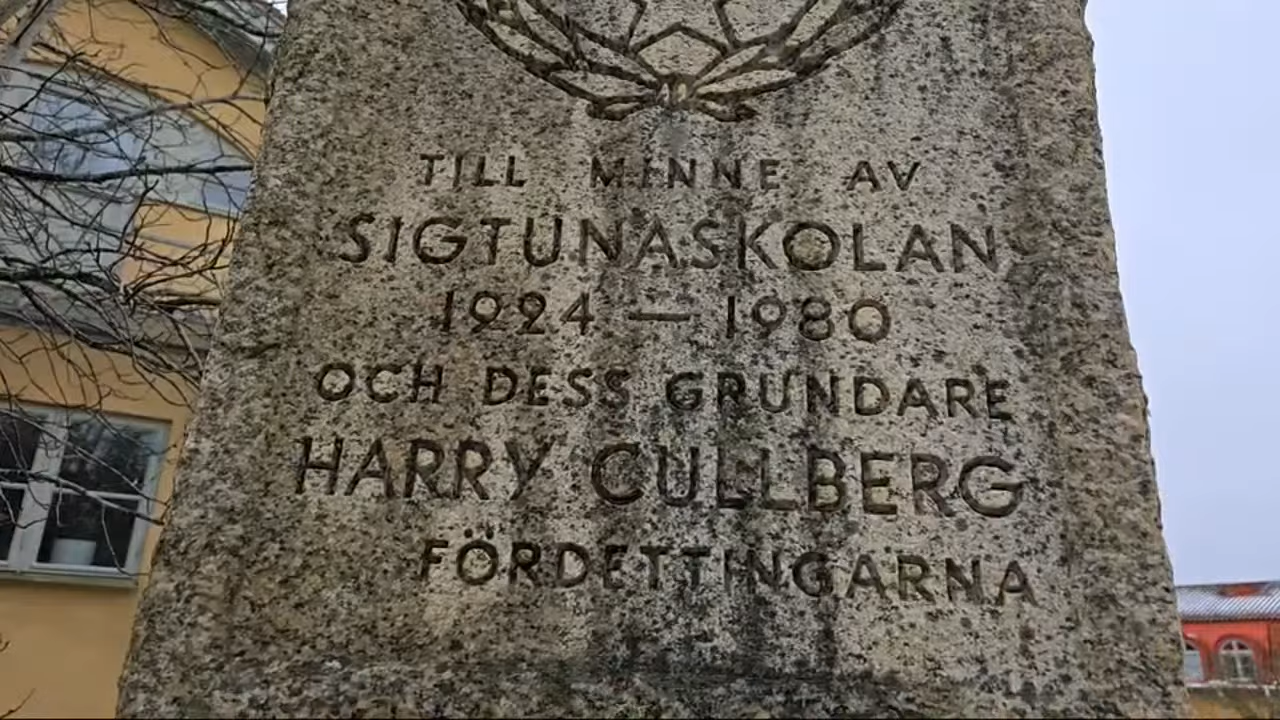 TILL MINNE AV
SIGTUNASKOLAN
1924 — 1980
OCH DESS GRUNDARE
HARRY CULLBERG
FÖRDETTINGARNA